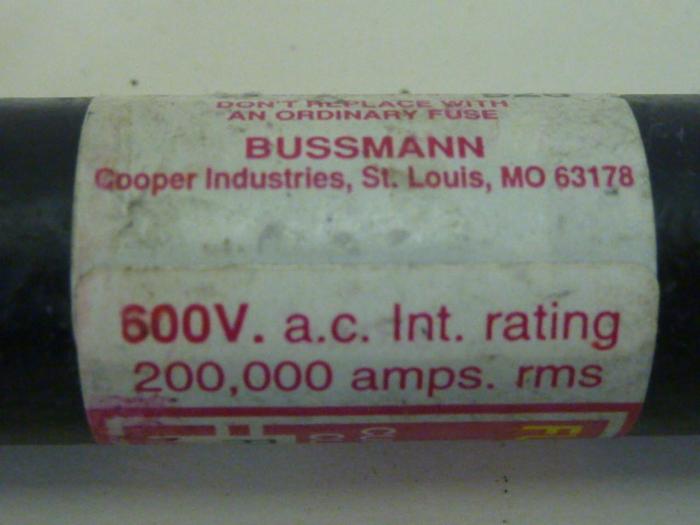 DON'T REPLACE WITH
AN ORDINARY FUSE
BUSSMANN
Cooper Industries, St. Louis, MO 63178
600V. a.c. Int. rating
200,000 amps. rms